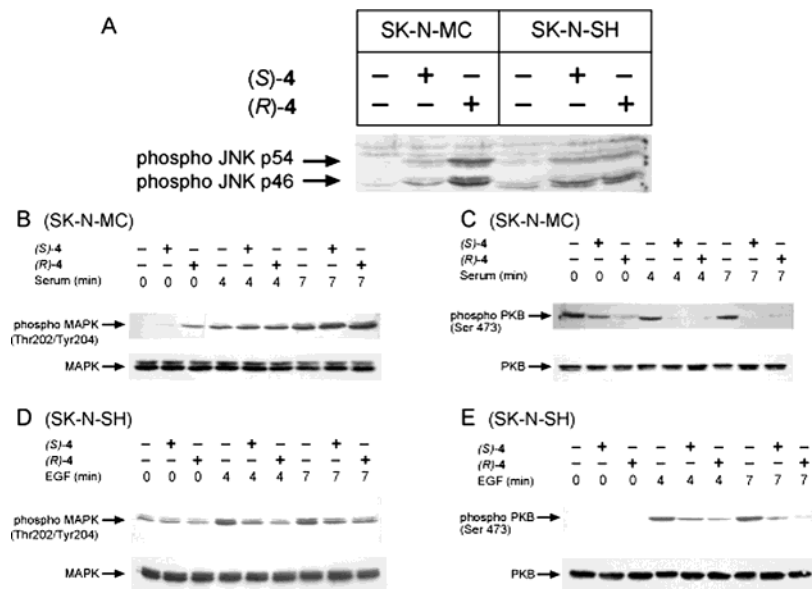 A
SK-N-MC SK-N-SH
(S)-4 − + − − + −
(R)-4 − − + − − +
phospho JNK p54
phospho JNK p46
B (SK-N-MC)
(S)-4 − + − − + − − + −
(R)-4 − − + − − + − − +
Serum (min) 0 0 0 4 4 4 7 7 7
phospho MAPK
(Thr202/Tyr204)
MAPK
C (SK-N-MC)
(S)-4 − + − − + − − + −
(R)-4 − − + − − + − − +
Serum (min) 0 0 0 4 4 4 7 7 7
phospho PKB
(Ser 473)
PKB
D (SK-N-SH)
(S)-4 − + − − + − − + −
(R)-4 − − + − − + − − +
EGF (min) 0 0 0 4 4 4 7 7 7
phospho MAPK
(Thr202/Tyr204)
MAPK
E (SK-N-SH)
(S)-4 − + − − + − − + −
(R)-4 − − + − − + − − +
EGF (min) 0 0 0 4 4 4 7 7 7
phospho PKB
(Ser 473)
PKB